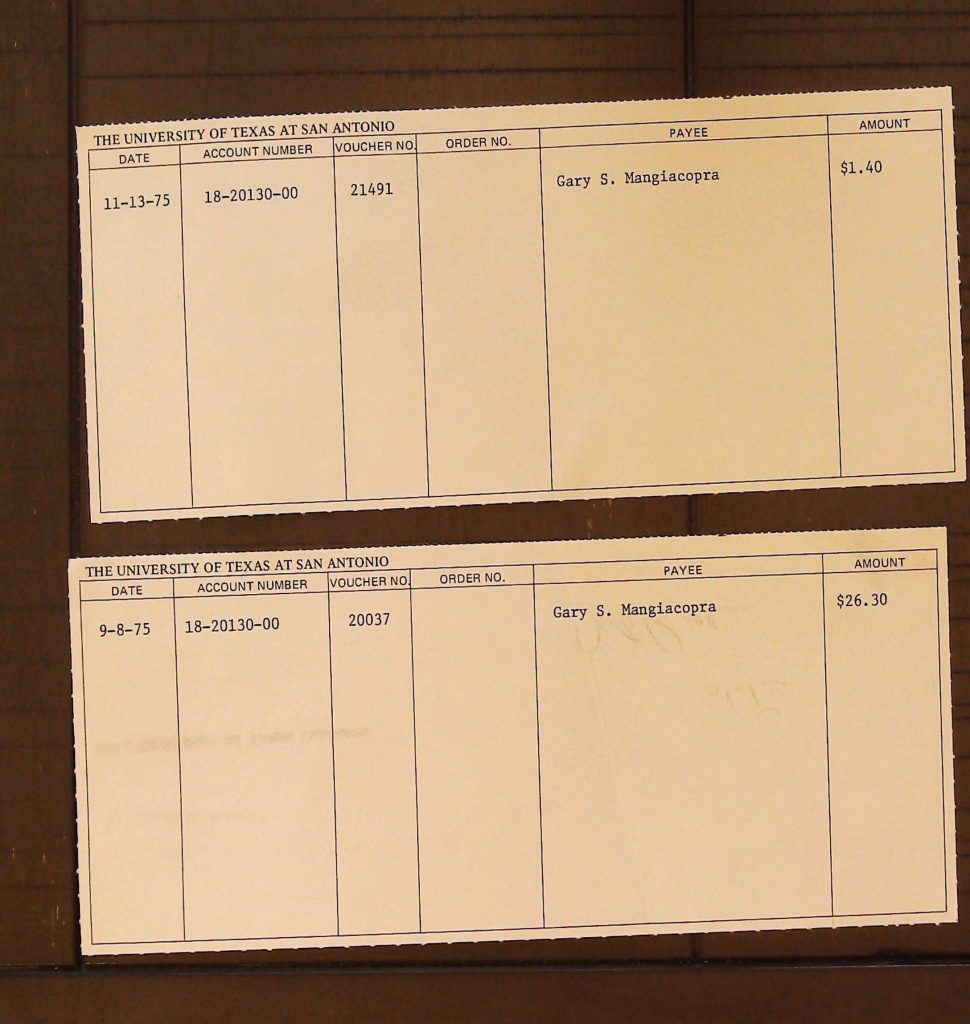 THE UNIVERSITY OF TEXAS AT SAN ANTONIO
DATE ACCOUNT NUMBER VOUCHER NO. ORDER NO. PAYEE AMOUNT
11-13-75 18-20130-00 21491 Gary S. Mangiacopra $1.40
THE UNIVERSITY OF TEXAS AT SAN ANTONIO
DATE ACCOUNT NUMBER VOUCHER NO. ORDER NO. PAYEE AMOUNT
9-8-75 18-20130-00 20037 Gary S. Mangiacopra $26.30